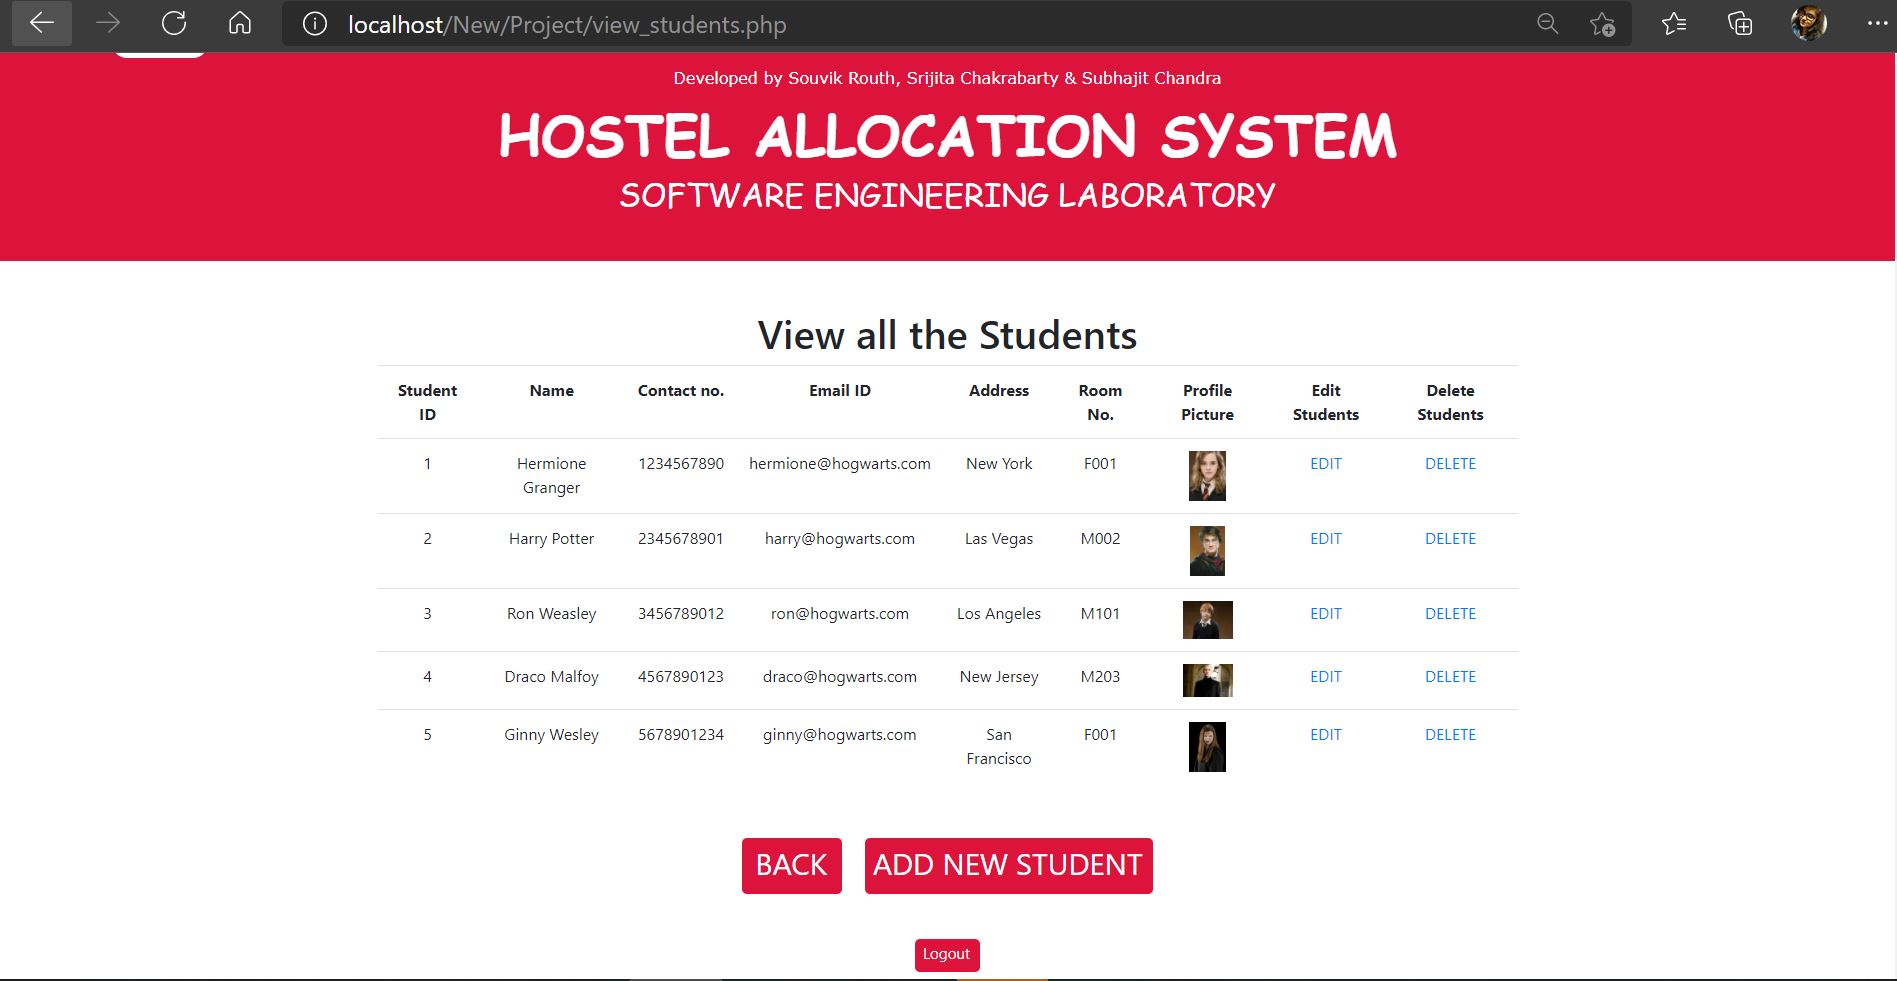 localhost/New/Project/view_students.php
Developed by Souvik Routh, Srijita Chakrabarty & Subhajit Chandra
HOSTEL ALLOCATION SYSTEM
SOFTWARE ENGINEERING LABORATORY
View all the Students
Student ID Name Contact no. Email ID Address Room No. Profile Picture Edit Students Delete Students
1 Hermione Granger 1234567890 hermione@hogwarts.com New York F001 EDIT DELETE
2 Harry Potter 2345678901 harry@hogwarts.com Las Vegas M002 EDIT DELETE
3 Ron Weasley 3456789012 ron@hogwarts.com Los Angeles M101 EDIT DELETE
4 Draco Malfoy 4567890123 draco@hogwarts.com New Jersey M203 EDIT DELETE
5 Ginny Wesley 5678901234 ginny@hogwarts.com San Francisco F001 EDIT DELETE
BACK ADD NEW STUDENT
Logout